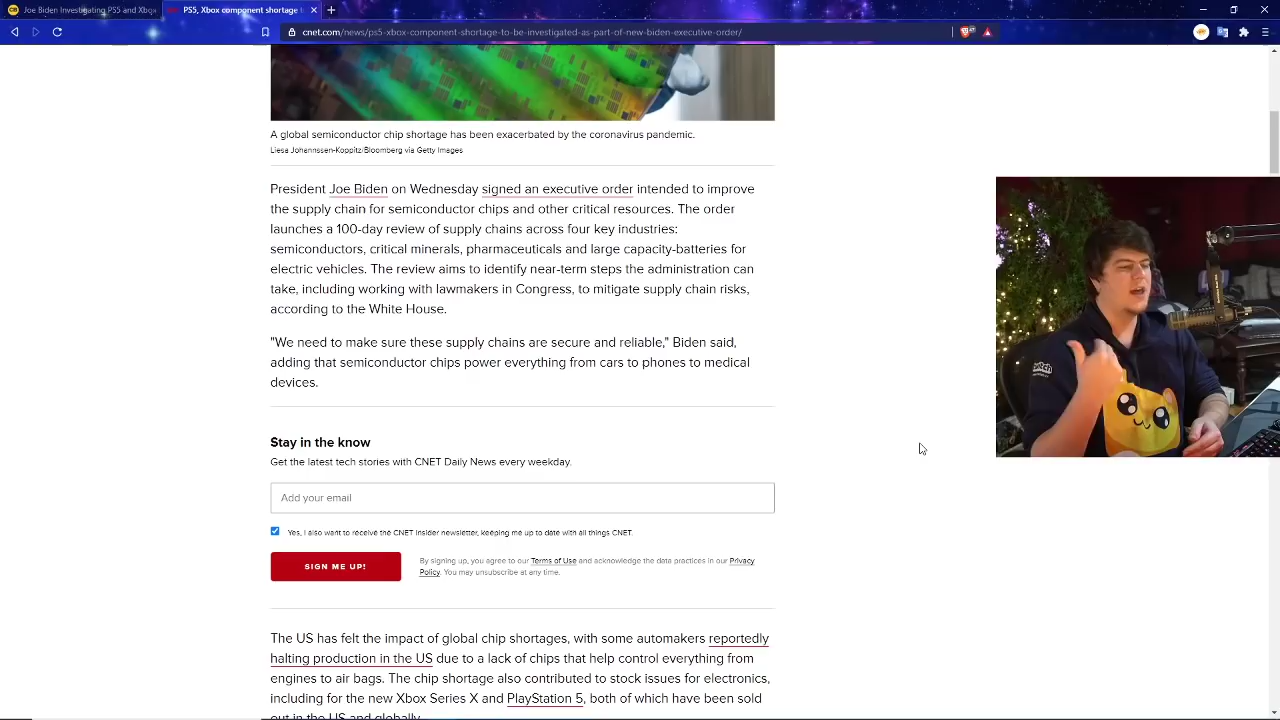 Joe Biden Investigating PS5 and Xbo
PS5, Xbox component shortage t
cnet.com/news/ps5-xbox-component-shortage-to-be-investigated-as-part-of-new-biden-executive-order/
A global semiconductor chip shortage has been exacerbated by the coronavirus pandemic.
Liesa Johannssen-Koppitz/Bloomberg via Getty Images
President Joe Biden on Wednesday signed an executive order intended to improve
the supply chain for semiconductor chips and other critical resources. The order
launches a 100-day review of supply chains across four key industries:
semiconductors, critical minerals, pharmaceuticals and large capacity-batteries for
electric vehicles. The review aims to identify near-term steps the administration can
take, including working with lawmakers in Congress, to mitigate supply chain risks,
according to the White House.
"We need to make sure these supply chains are secure and reliable," Biden said,
adding that semiconductor chips power everything from cars to phones to medical
devices.
Stay in the know
Get the latest tech stories with CNET Daily News every weekday.
Add your email
Yes, I also want to receive the CNET Insider newsletter, keeping me up to date with all things CNET.
SIGN ME UP!
By signing up, you agree to our Terms of Use and acknowledge the data practices in our Privacy
Policy. You may unsubscribe at any time.
The US has felt the impact of global chip shortages, with some automakers reportedly
halting production in the US due to a lack of chips that help control everything from
engines to air bags. The chip shortage also contributed to stock issues for electronics,
including for the new Xbox Series X and PlayStation 5, both of which have been sold
out in the US and globally.
twitch